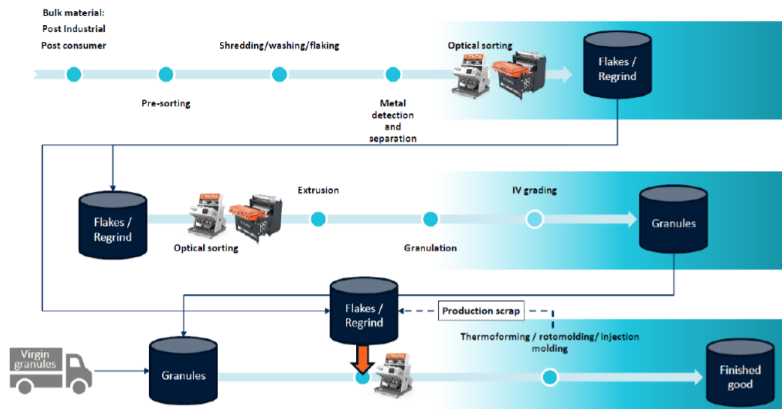 Bulk material:
Post Industrial
Post consumer
Shredding/washing/flaking
Optical sorting
Flakes /
Regrind
Pre-sorting
Metal
detection
and
separation
Flakes /
Regrind
Optical sorting
Extrusion
Granulation
IV grading
Granules
Flakes /
Regrind
Production scrap
Thermoforming / rotomolding/ injection
molding
Virgin
granules
Granules
Finished
good